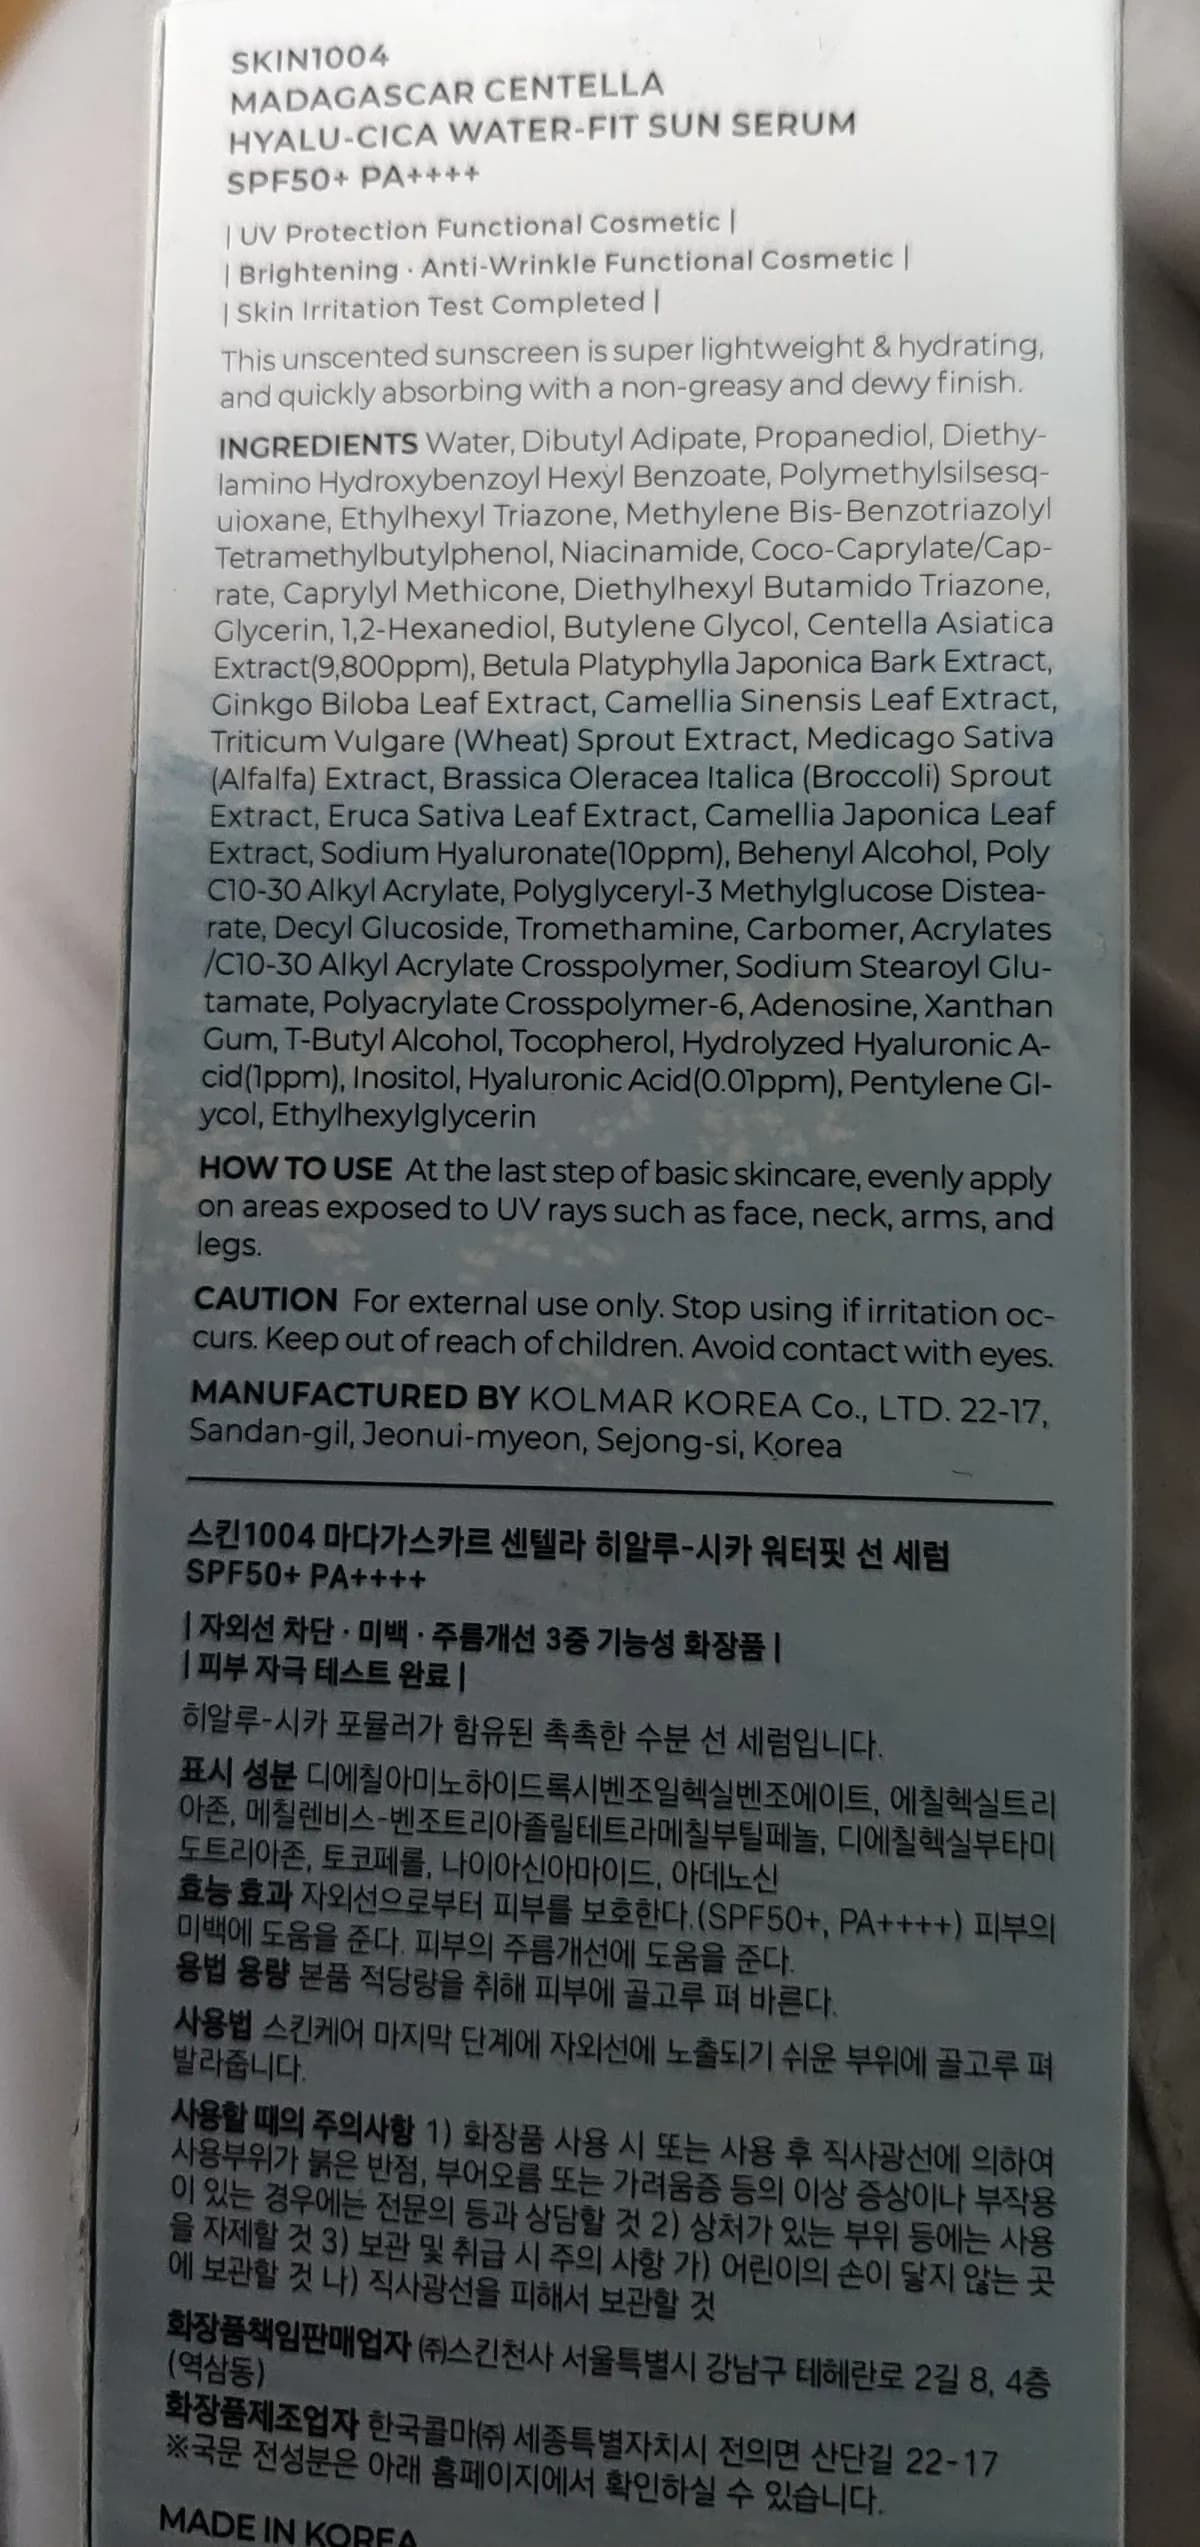 SKIN1004
MADAGASCAR CENTELLA
HYALU-CICA WATER-FIT SUN SERUM
SPF50+ PA++++
| UV Protection Functional Cosmetic |
| Brightening · Anti-Wrinkle Functional Cosmetic |
| Skin Irritation Test Completed |
This unscented sunscreen is super lightweight & hydrating,
and quickly absorbing with a non-greasy and dewy finish.
INGREDIENTS Water, Dibutyl Adipate, Propanediol, Diethy-
lamino Hydroxybenzoyl Hexyl Benzoate, Polymethylsilsesq-
uioxane, Ethylhexyl Triazone, Methylene Bis-Benzotriazolyl
Tetramethylbutylphenol, Niacinamide, Coco-Caprylate/Cap-
rate, Caprylyl Methicone, Diethylhexyl Butamido Triazone,
Glycerin, 1,2-Hexanediol, Butylene Glycol, Centella Asiatica
Extract(9,800ppm), Betula Platyphylla Japonica Bark Extract,
Ginkgo Biloba Leaf Extract, Camellia Sinensis Leaf Extract,
Triticum Vulgare (Wheat) Sprout Extract, Medicago Sativa
(Alfalfa) Extract, Brassica Oleracea Italica (Broccoli) Sprout
Extract, Eruca Sativa Leaf Extract, Camellia Japonica Leaf
Extract, Sodium Hyaluronate(10ppm), Behenyl Alcohol, Poly
C10-30 Alkyl Acrylate, Polyglyceryl-3 Methylglucose Distea-
rate, Decyl Glucoside, Tromethamine, Carbomer, Acrylates
/C10-30 Alkyl Acrylate Crosspolymer, Sodium Stearoyl Glu-
tamate, Polyacrylate Crosspolymer-6, Adenosine, Xanthan
Gum, T-Butyl Alcohol, Tocopherol, Hydrolyzed Hyaluronic A-
cid(1ppm), Inositol, Hyaluronic Acid(0.01ppm), Pentylene Gl-
ycol, Ethylhexylglycerin
HOW TO USE At the last step of basic skincare, evenly apply
on areas exposed to UV rays such as face, neck, arms, and
legs.
CAUTION For external use only. Stop using if irritation oc-
curs. Keep out of reach of children. Avoid contact with eyes.
MANUFACTURED BY KOLMAR KOREA Co., LTD. 22-17,
Sandan-gil, Jeonui-myeon, Sejong-si, Korea
스킨1004 마다가스카르 센텔라 히알루-시카 워터핏 선 세럼
SPF50+ PA++++
| 자외선 차단 · 미백 · 주름개선 3중 기능성 화장품 |
| 피부 자극 테스트 완료 |
히알루-시카 포뮬러가 함유된 촉촉한 수분 선 세럼입니다.
표시 성분 디에칠아미노하이드록시벤조일헥실벤조에이트, 에칠헥실트리
아존, 메칠렌비스-벤조트리아졸릴테트라메칠부틸페놀, 디에칠헥실부타미
도트리아존, 토코페롤, 나이아신아마이드, 아데노신
효능 효과 자외선으로부터 피부를 보호한다.(SPF50+, PA++++) 피부의
미백에 도움을 준다. 피부의 주름개선에 도움을 준다.
용법 용량 본품 적당량을 취해 피부에 골고루 펴 바른다.
사용법 스킨케어 마지막 단계에 자외선에 노출되기 쉬운 부위에 골고루 펴
발라줍니다.
사용할 때의 주의사항 1) 화장품 사용 시 또는 사용 후 직사광선에 의하여
사용부위가 붉은 반점, 부어오름 또는 가려움증 등의 이상 증상이나 부작용
이 있는 경우에는 전문의 등과 상담할 것 2) 상처가 있는 부위 등에는 사용
을 자제할 것 3) 보관 및 취급 시 주의 사항 가) 어린이의 손이 닿지 않는 곳
에 보관할 것 나) 직사광선을 피해서 보관할 것
화장품책임판매업자 ㈜스킨천사 서울특별시 강남구 테헤란로 2길 8, 4층
(역삼동)
화장품제조업자 한국콜마㈜ 세종특별자치시 전의면 산단길 22-17
※국문 전성분은 아래 홈페이지에서 확인하실 수 있습니다.
MADE IN KOREA